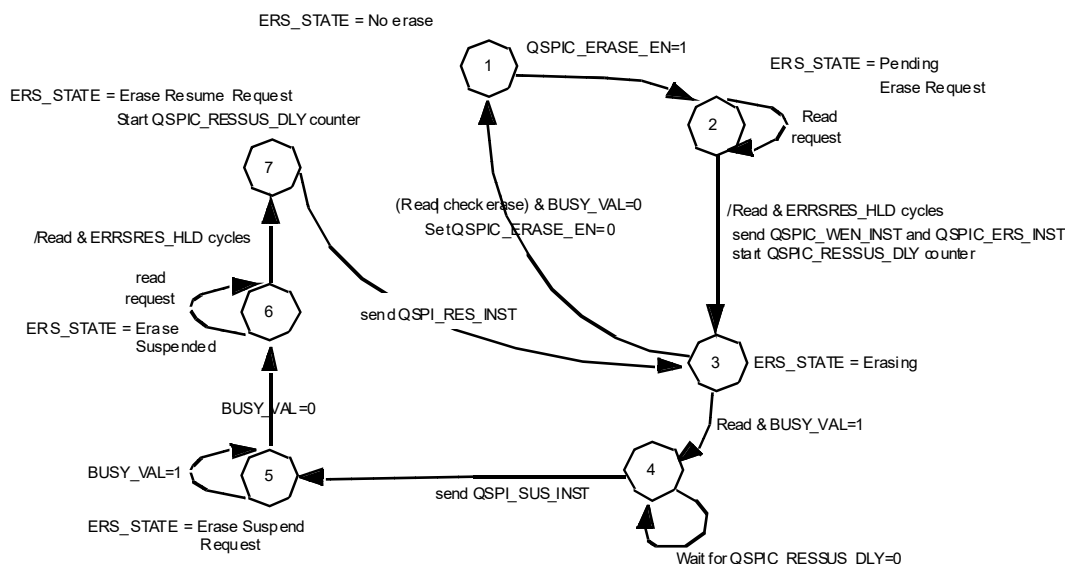 ERS_STATE = No erase
1
QSPIC_ERASE_EN=1
ERS_STATE = Pending
Erase Request
2
Read
request
ERS_STATE = Erase Resume Request
Start QSPIC_RESSUS_DLY counter
7
(Read|check erase) & BUSY_VAL=0
Set QSPIC_ERASE_EN=0
/Read & ERRSRES_HLD cycles
send QSPIC_WEN_INST and QSPIC_ERS_INST
start QSPIC_RESSUS_DLY counter
/Read & ERRSRES_HLD cycles
read
request
6
ERS_STATE = Erase
Suspended
send QSPI_RES_INST
3
ERS_STATE = Erasing
BUSY_VAL=0
Read & BUSY_VAL=1
BUSY_VAL=1
5
4
send QSPI_SUS_INST
ERS_STATE = Erase Suspend
Request
Wait for QSPIC_RESSUS_DLY=0